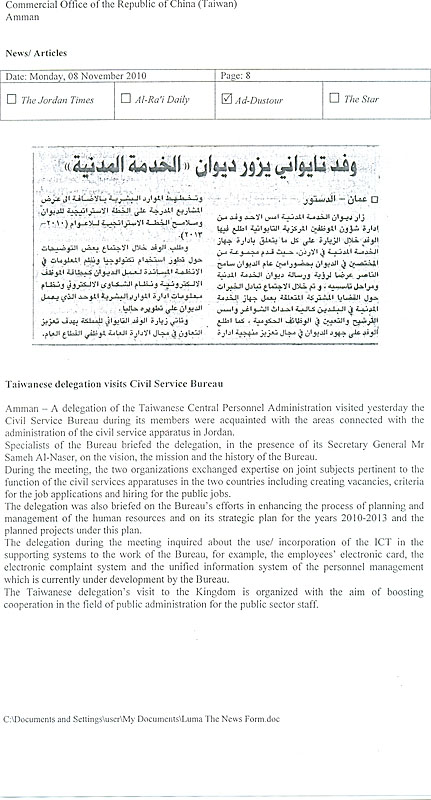 Commercial Office of the Republic of China (Taiwan)
Amman
News/ Articles
Date: Monday, 08 November 2010
Page: 8
The Jordan Times
Al-Ra'i Daily
Ad-Dustour
The Star
وفد تايواني يزور ديوان «الخدمة المدنية»
عمان – الدستور
زار ديوان الخدمة المدنية امس الاحد وفد من
ادارة شؤون الموظفين المركزية التايوانية اطلع فيها
الوفد خلال الزيارة على كل ما يتعلق بإدارة جهاز
الخدمة المدنية في الاردن، حيث قدم مجموعة من
المختصين في الديوان بحضور امين عام الديوان سامح
الناصر عرضا لرؤية ورسالة ديوان الخدمة المدنية
ومراحل تأسيسه ، و تم خلال الاجتماع تبادل الخبرات
حول القضايا المشتركة المتعلقة بعمل جهاز الخدمة
المدنية في البلدين كآلية احداث الشواغر واسس
الترشيح والتعيين في الوظائف الحكومية ، كما اطلع
الوفد على جهود الديوان في مجال تعزيز منهجية ادارة
وتخطيط الموارد البشرية بالاضافة الى عرض
المشاريع المدرجة على الخطة الاستراتيجية للديوان
وملامح الخطة الاستراتيجية للاعوام (٢٠١٠-
٢٠١٣).
وطلب الوفد خلال الاجتماع بعض التوضيحات
حول تطور استخدام تكنولوجيا ونظم المعلومات في
الانظمة المساندة لعمل الديوان كبطاقة الموظف
الالكترونية ونظام الشكاوى الالكتروني ونظام
معلومات ادارة الموارد البشرية الموحد الذي يعمل
الديوان على تطويره حاليا.
وتأتي زيارة الوفد التايواني للمملكة بهدف تعزيز
التعاون في مجال الادارة العامة لموظفي القطاع العام.
Taiwanese delegation visits Civil Service Bureau
Amman – A delegation of the Taiwanese Central Personnel Administration visited yesterday the
Civil Service Bureau during its members were acquainted with the areas connected with the
administration of the civil service apparatus in Jordan.
Specialists of the Bureau briefed the delegation, in the presence of its Secretary General Mr
Sameh Al-Naser, on the vision, the mission and the history of the Bureau.
During the meeting, the two organizations exchanged expertise on joint subjects pertinent to the
function of the civil services apparatuses in the two countries including creating vacancies, criteria
for the job applications and hiring for the public jobs.
The delegation was also briefed on the Bureau's efforts in enhancing the process of planning and
management of the human resources and on its strategic plan for the years 2010-2013 and the
planned projects under this plan.
The delegation during the meeting inquired about the use/ incorporation of the ICT in the
supporting systems to the work of the Bureau, for example, the employees' electronic card, the
electronic complaint system and the unified information system of the personnel management
which is currently under development by the Bureau.
The Taiwanese delegation's visit to the Kingdom is organized with the aim of boosting
cooperation in the field of public administration for the public sector staff.
C:\Documents and Settings\user\My Documents\Luma The News Form.doc